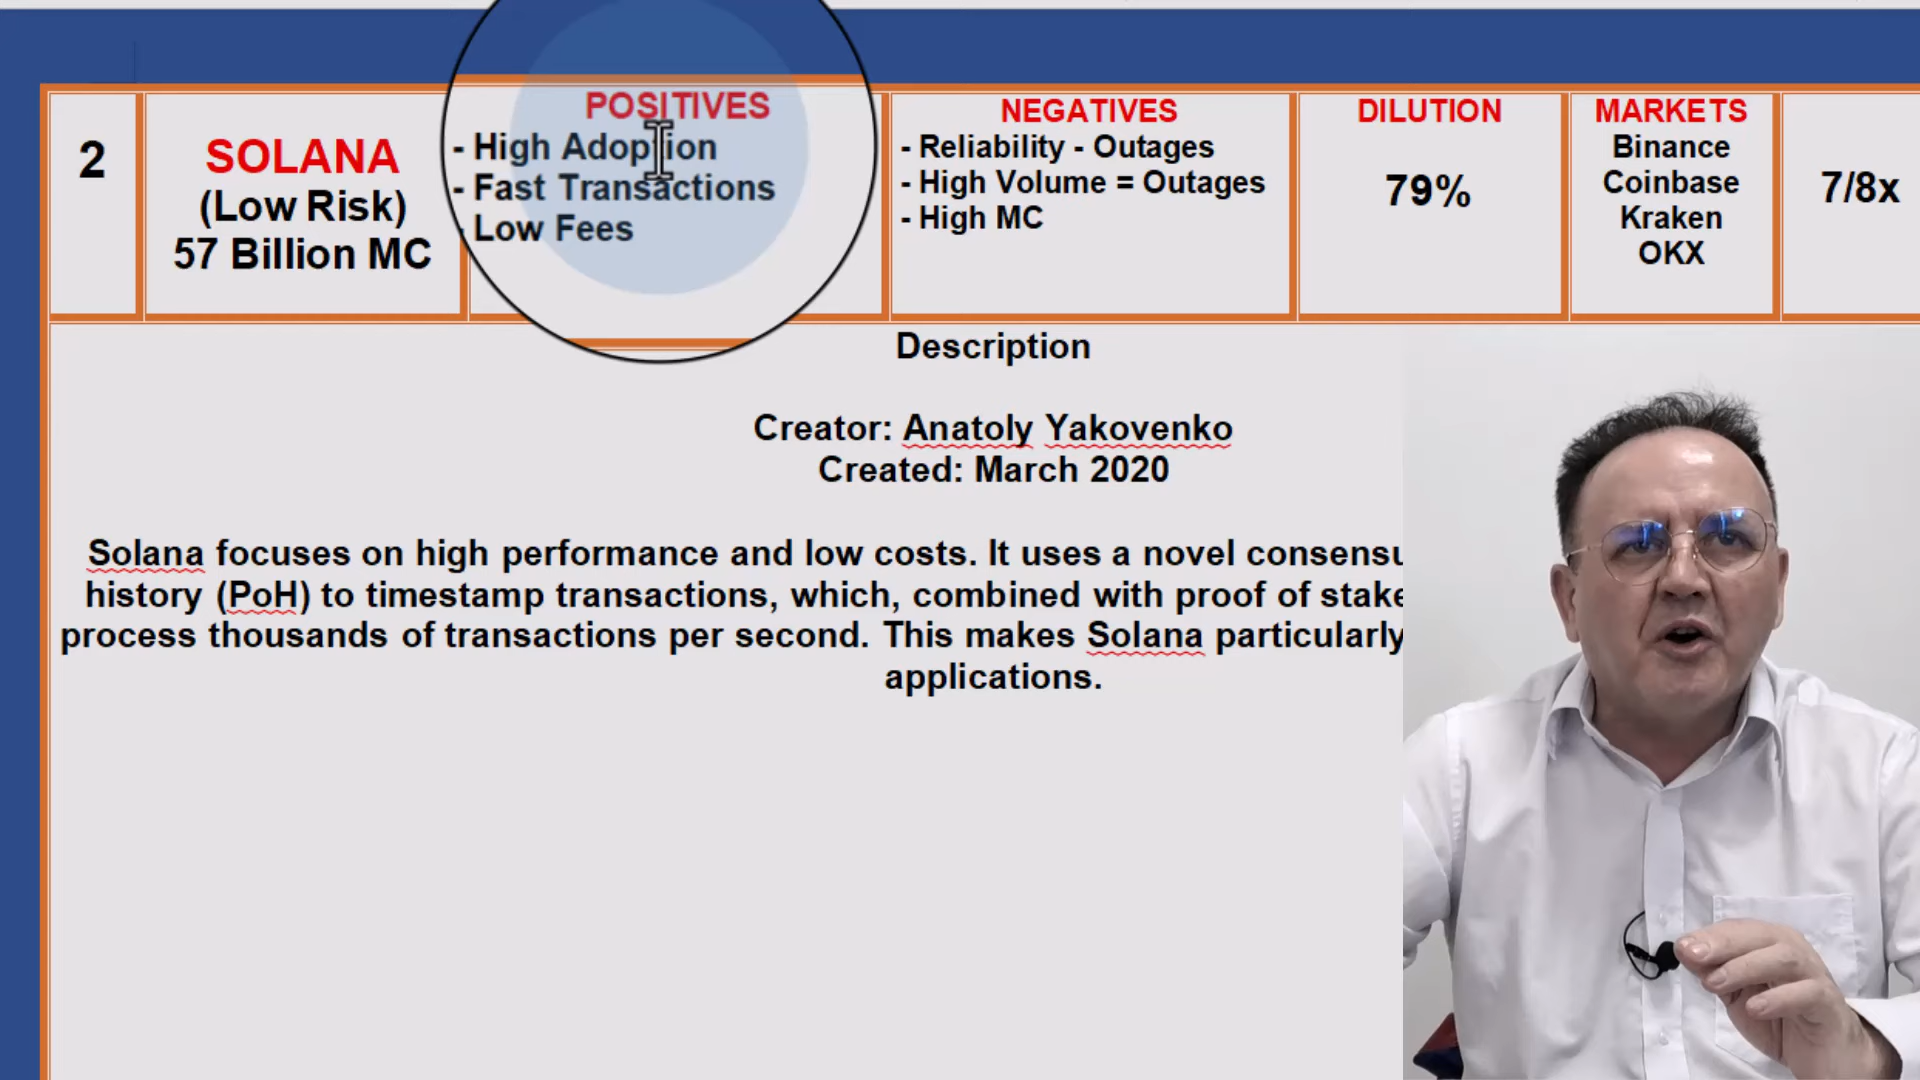 2
SOLANA
(Low Risk)
57 Billion MC
POSITIVES
- High Adoption
- Fast Transactions
- Low Fees
NEGATIVES
- Reliability - Outages
- High Volume = Outages
- High MC
DILUTION
79%
MARKETS
Binance
Coinbase
Kraken
OKX
7/8x
Description
Creator: Anatoly Yakovenko
Created: March 2020
Solana focuses on high performance and low costs. It uses a novel consensu
history (PoH) to timestamp transactions, which, combined with proof of stake
process thousands of transactions per second. This makes Solana particularly
applications.